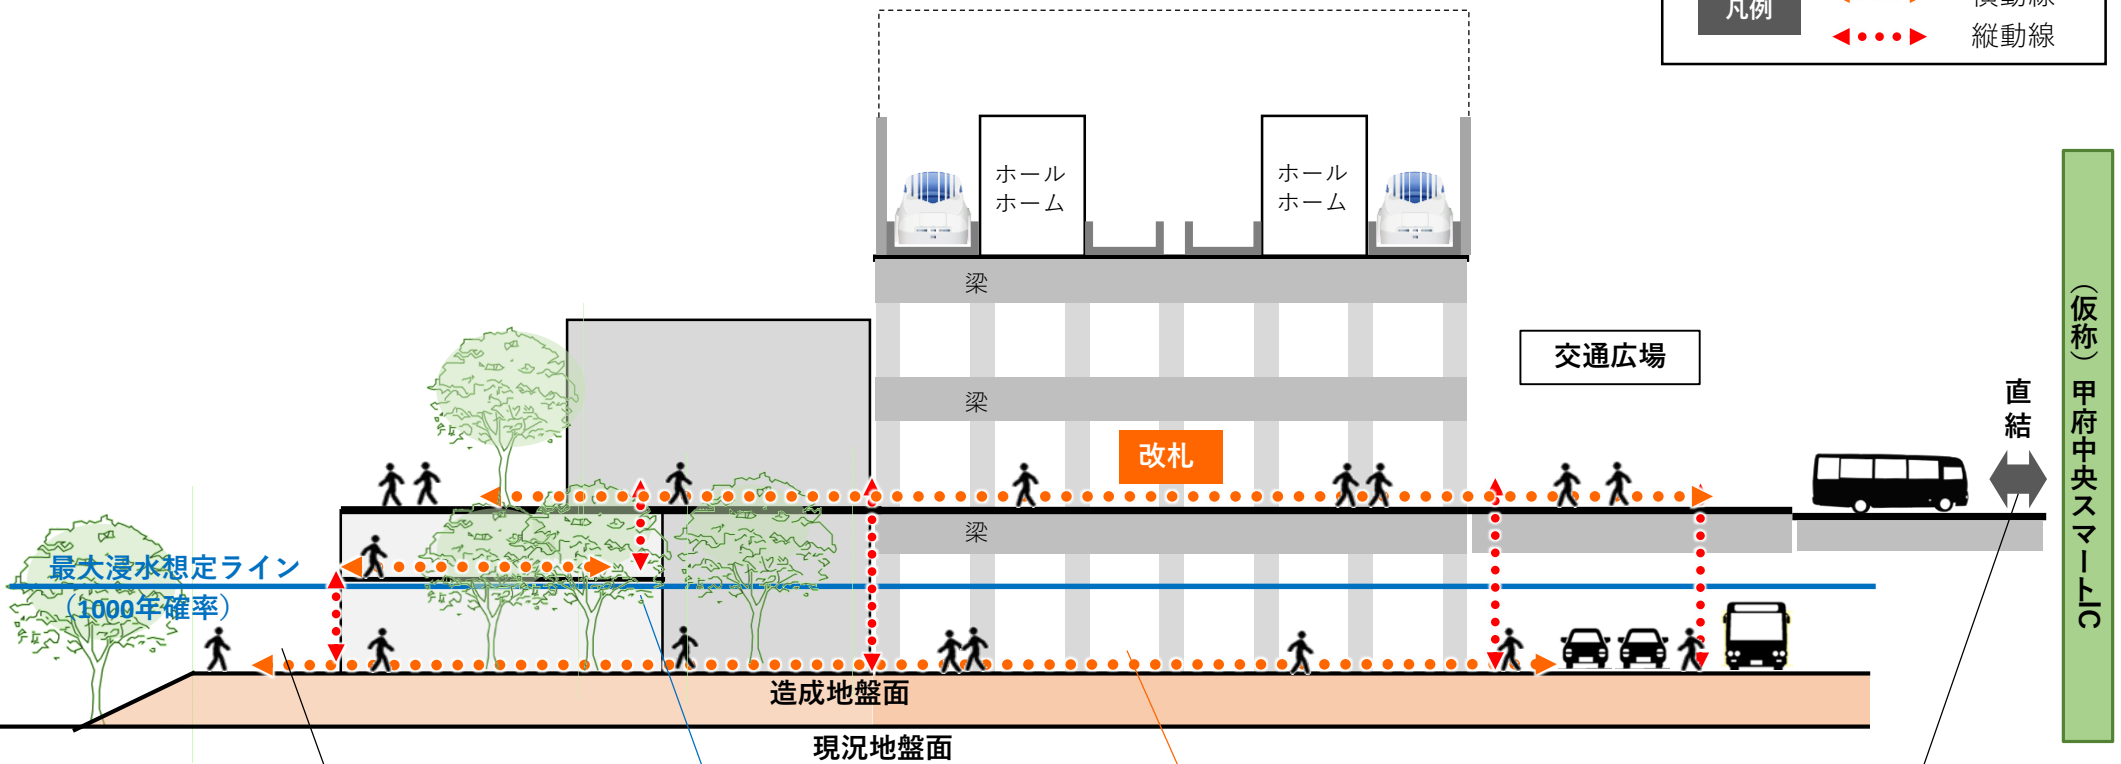 凡例
横動線
縦動線
ホール
ホーム
ホール
ホーム
梁
梁
交通広場
改札
直結
(仮称)甲府中央スマートIC
梁
最大浸水想定ライン
(1000年確率)
造成地盤面
現況地盤面